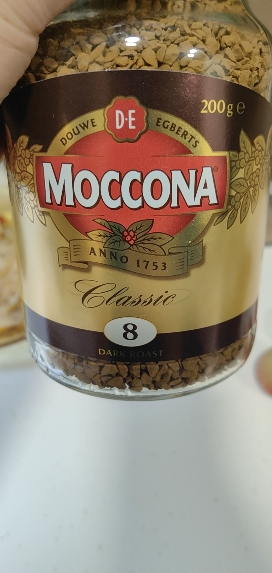 200g e
D·E
DOUWE EGBERTS
MOCCONA
ANNO 1753
Classic
8
DARK ROAST